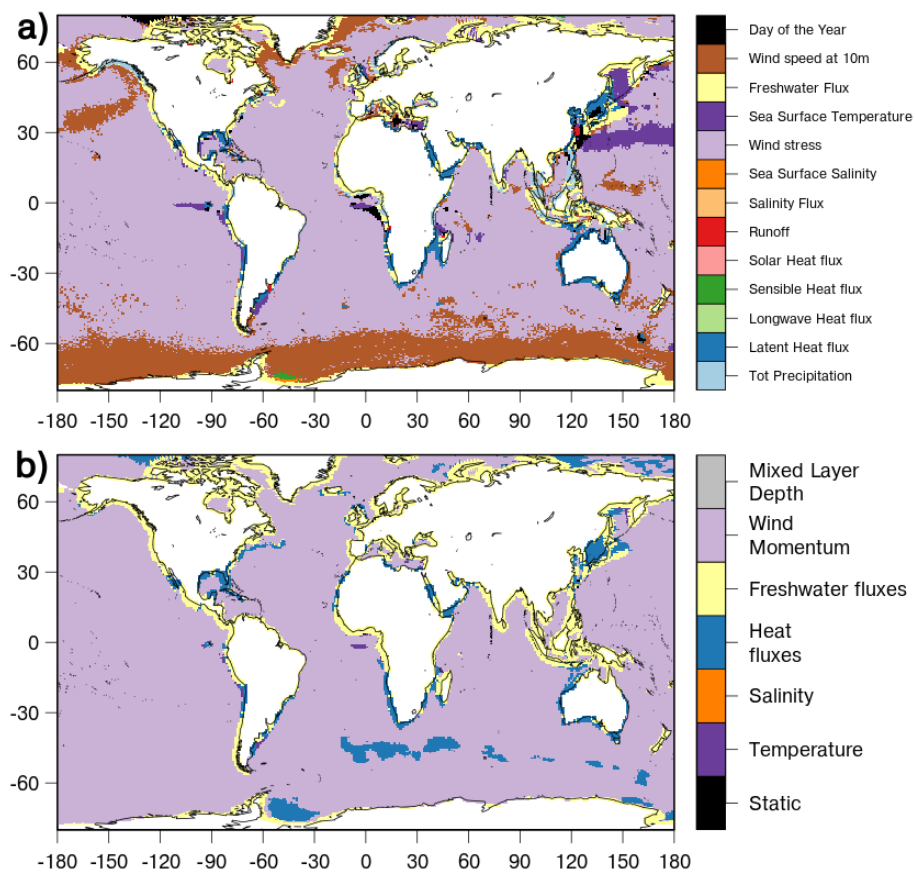 a)
60
30
0
-30
-60
-180 -150 -120 -90 -60 -30 0 30 60 90 120 150 180
Day of the Year
Wind speed at 10m
Freshwater Flux
Sea Surface Temperature
Wind stress
Sea Surface Salinity
Salinity Flux
Runoff
Solar Heat flux
Sensible Heat flux
Longwave Heat flux
Latent Heat flux
Tot Precipitation
b)
60
30
0
-30
-60
-180 -150 -120 -90 -60 -30 0 30 60 90 120 150 180
Mixed Layer
Depth
Wind
Momentum
Freshwater fluxes
Heat
fluxes
Salinity
Temperature
Static